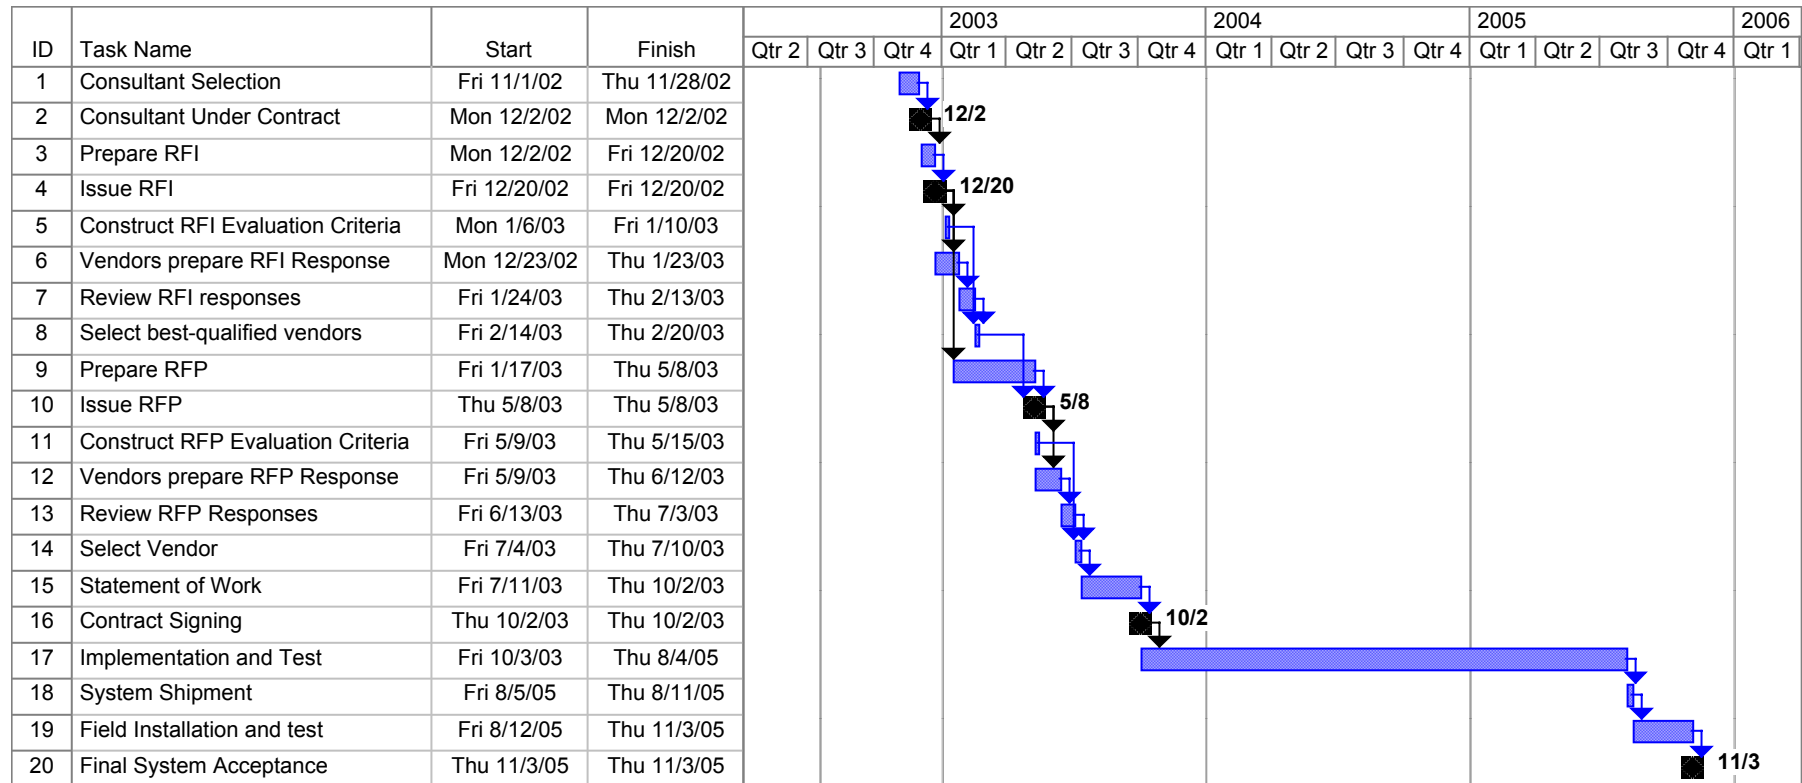 2003 2004 2005 2006
ID Task Name Start Finish Qtr 2 Qtr 3 Qtr 4 Qtr 1 Qtr 2 Qtr 3 Qtr 4 Qtr 1 Qtr 2 Qtr 3 Qtr 4 Qtr 1 Qtr 2 Qtr 3 Qtr 4 Qtr 1
1 Consultant Selection Fri 11/1/02 Thu 11/28/02
2 Consultant Under Contract Mon 12/2/02 Mon 12/2/02 12/2
3 Prepare RFI Mon 12/2/02 Fri 12/20/02
4 Issue RFI Fri 12/20/02 Fri 12/20/02 12/20
5 Construct RFI Evaluation Criteria Mon 1/6/03 Fri 1/10/03
6 Vendors prepare RFI Response Mon 12/23/02 Thu 1/23/03
7 Review RFI responses Fri 1/24/03 Thu 2/13/03
8 Select best-qualified vendors Fri 2/14/03 Thu 2/20/03
9 Prepare RFP Fri 1/17/03 Thu 5/8/03
10 Issue RFP Thu 5/8/03 Thu 5/8/03 5/8
11 Construct RFP Evaluation Criteria Fri 5/9/03 Thu 5/15/03
12 Vendors prepare RFP Response Fri 5/9/03 Thu 6/12/03
13 Review RFP Responses Fri 6/13/03 Thu 7/3/03
14 Select Vendor Fri 7/4/03 Thu 7/10/03
15 Statement of Work Fri 7/11/03 Thu 10/2/03
16 Contract Signing Thu 10/2/03 Thu 10/2/03 10/2
17 Implementation and Test Fri 10/3/03 Thu 8/4/05
18 System Shipment Fri 8/5/05 Thu 8/11/05
19 Field Installation and test Fri 8/12/05 Thu 11/3/05
20 Final System Acceptance Thu 11/3/05 Thu 11/3/05 11/3